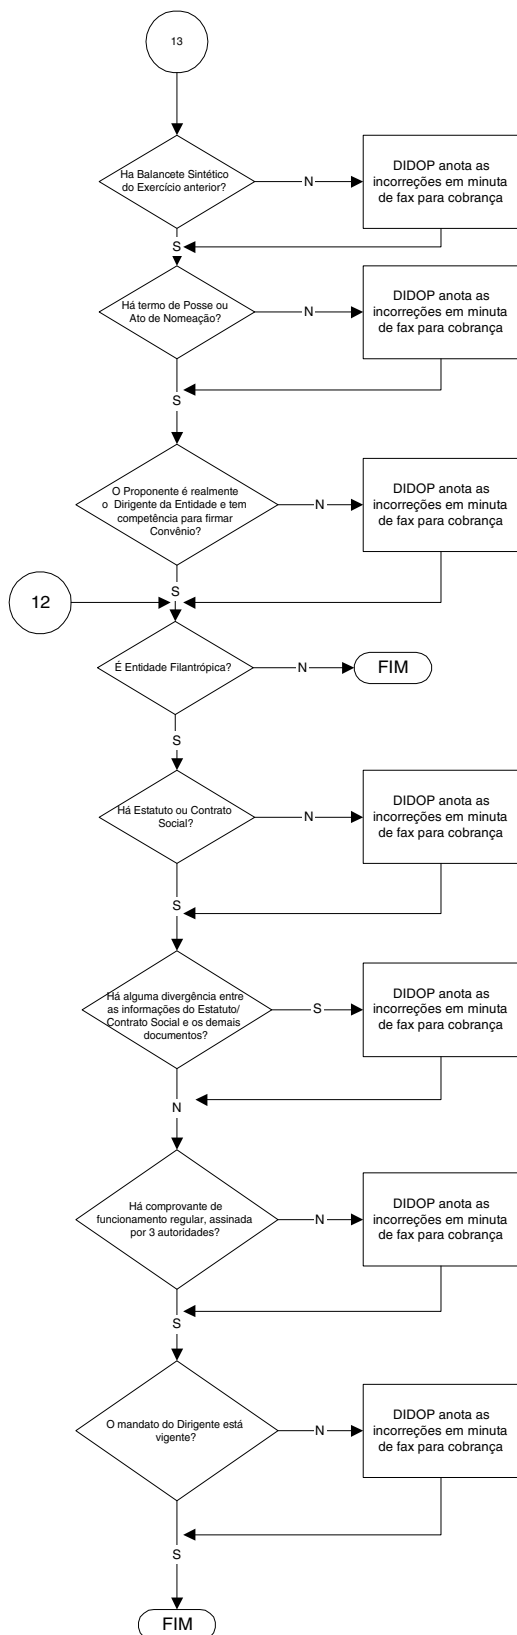 13
Ha Balancete Sintético
do Exercício anterior?
N
DIDOP anota as
incorreções em minuta
de fax para cobrança
S
Há termo de Posse ou
Ato de Nomeação?
N
DIDOP anota as
incorreções em minuta
de fax para cobrança
S
O Proponente é realmente
o Dirigente da Entidade e tem
competência para firmar
Convênio?
N
DIDOP anota as
incorreções em minuta
de fax para cobrança
S
12
É Entidade Filantrópica?
N
FIM
S
Há Estatuto ou Contrato
Social?
N
DIDOP anota as
incorreções em minuta
de fax para cobrança
S
Há alguma divergência entre
as informações do Estatuto/
Contrato Social e os demais
documentos?
S
DIDOP anota as
incorreções em minuta
de fax para cobrança
N
Há comprovante de
funcionamento regular, assinada
por 3 autoridades?
N
DIDOP anota as
incorreções em minuta
de fax para cobrança
S
O mandato do Dirigente está
vigente?
N
DIDOP anota as
incorreções em minuta
de fax para cobrança
S
FIM